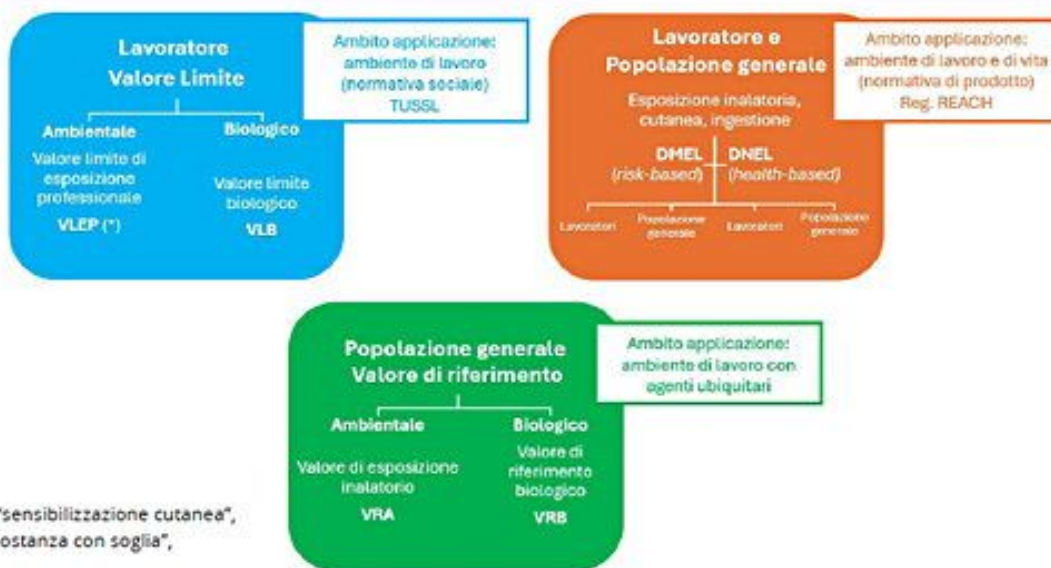 Lavoratore
Valore Limite
Ambientale
Valore limite di
esposizione
professionale
VLEP (*)
Biologico
Valore limite
biologico
VLB
Ambito applicazione:
ambiente di lavoro
(normativa sociale)
TUSSL
Lavoratore e
Popolazione generale
Esposizione inalatoria,
cutanea, ingestione
DMEL
(risk-based)
DNEL
(health-based)
Lavoratori
Popolazione
generale
Lavoratori
Popolazione
generale
Ambito applicazione:
ambiente di lavoro e di vita
(normativa di prodotto)
Reg. REACH
Popolazione generale
Valore di riferimento
Ambientale
Valore di esposizione
inalatorio
VRA
Biologico
Valore di
riferimento
biologico
VRB
Ambito applicazione:
ambiente di lavoro con
agenti ubiquitari
"sensibilizzazione cutanea",
ostanza con soglia",